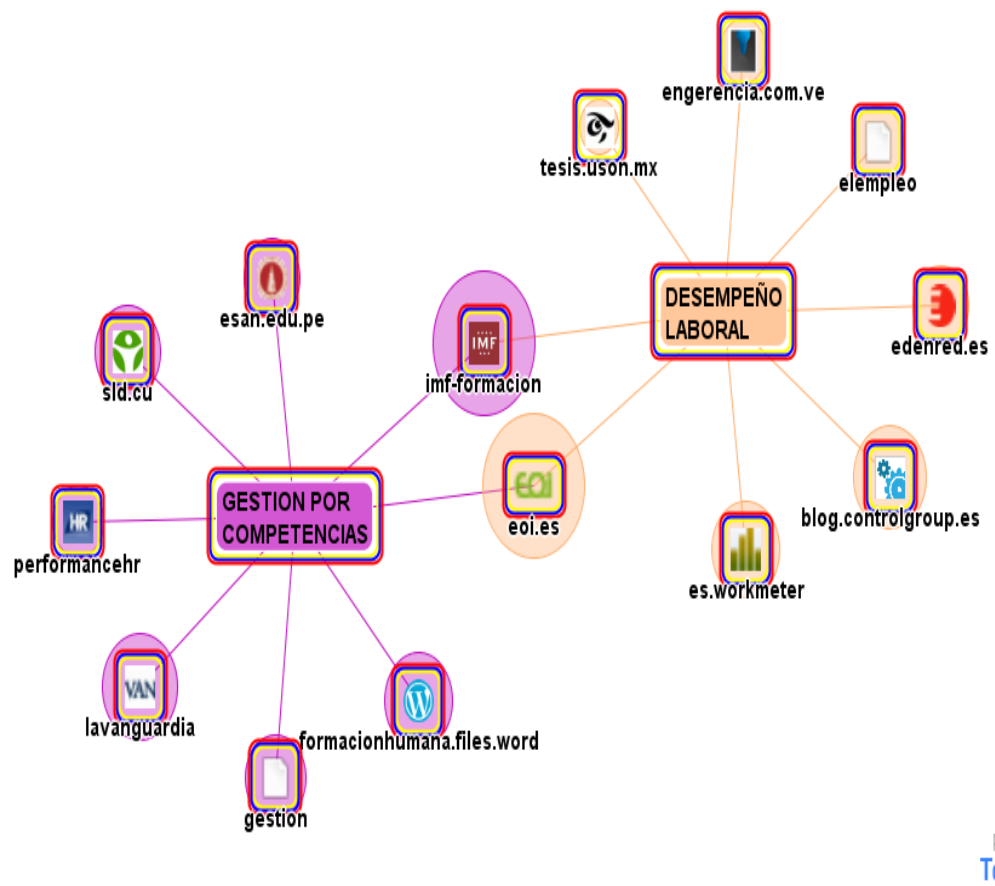 engerencia.com.ve
tesis.uson.mx
elempleo
DESEMPEÑO
LABORAL
esan.edu.pe
IMF
edenred.es
imf-formacion
sld.cu
GESTION POR
COMPETENCIAS
eoi
eoi.es
blog.controlgroup.es
HR
performancehr
es.workmeter
VAN
lavanguardia
W
formacionhumana.files.word
gestion